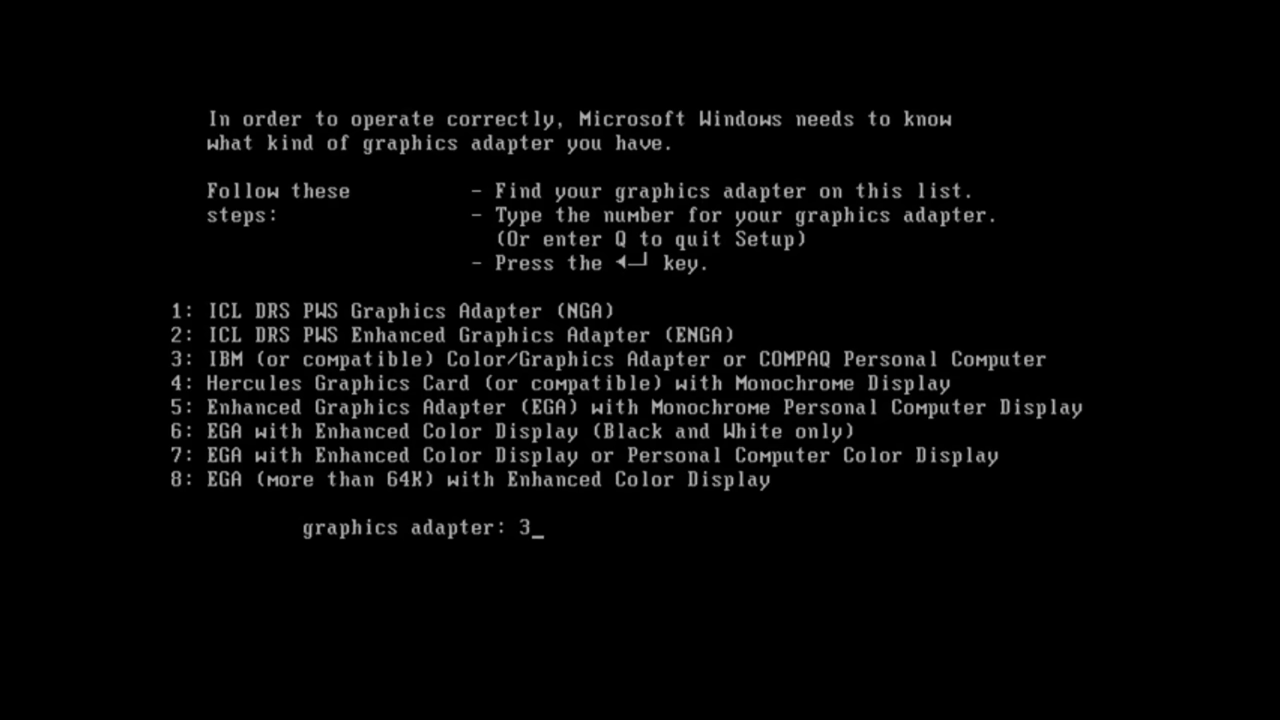 In order to operate correctly, Microsoft Windows needs to know
what kind of graphics adapter you have.
Follow these - Find your graphics adapter on this list.
steps: - Type the number for your graphics adapter.
(Or enter Q to quit Setup)
- Press the ◄─┘ key.
1: ICL DRS PWS Graphics Adapter (NGA)
2: ICL DRS PWS Enhanced Graphics Adapter (ENGA)
3: IBM (or compatible) Color/Graphics Adapter or COMPAQ Personal Computer
4: Hercules Graphics Card (or compatible) with Monochrome Display
5: Enhanced Graphics Adapter (EGA) with Monochrome Personal Computer Display
6: EGA with Enhanced Color Display (Black and White only)
7: EGA with Enhanced Color Display or Personal Computer Color Display
8: EGA (more than 64K) with Enhanced Color Display
graphics adapter: 3_